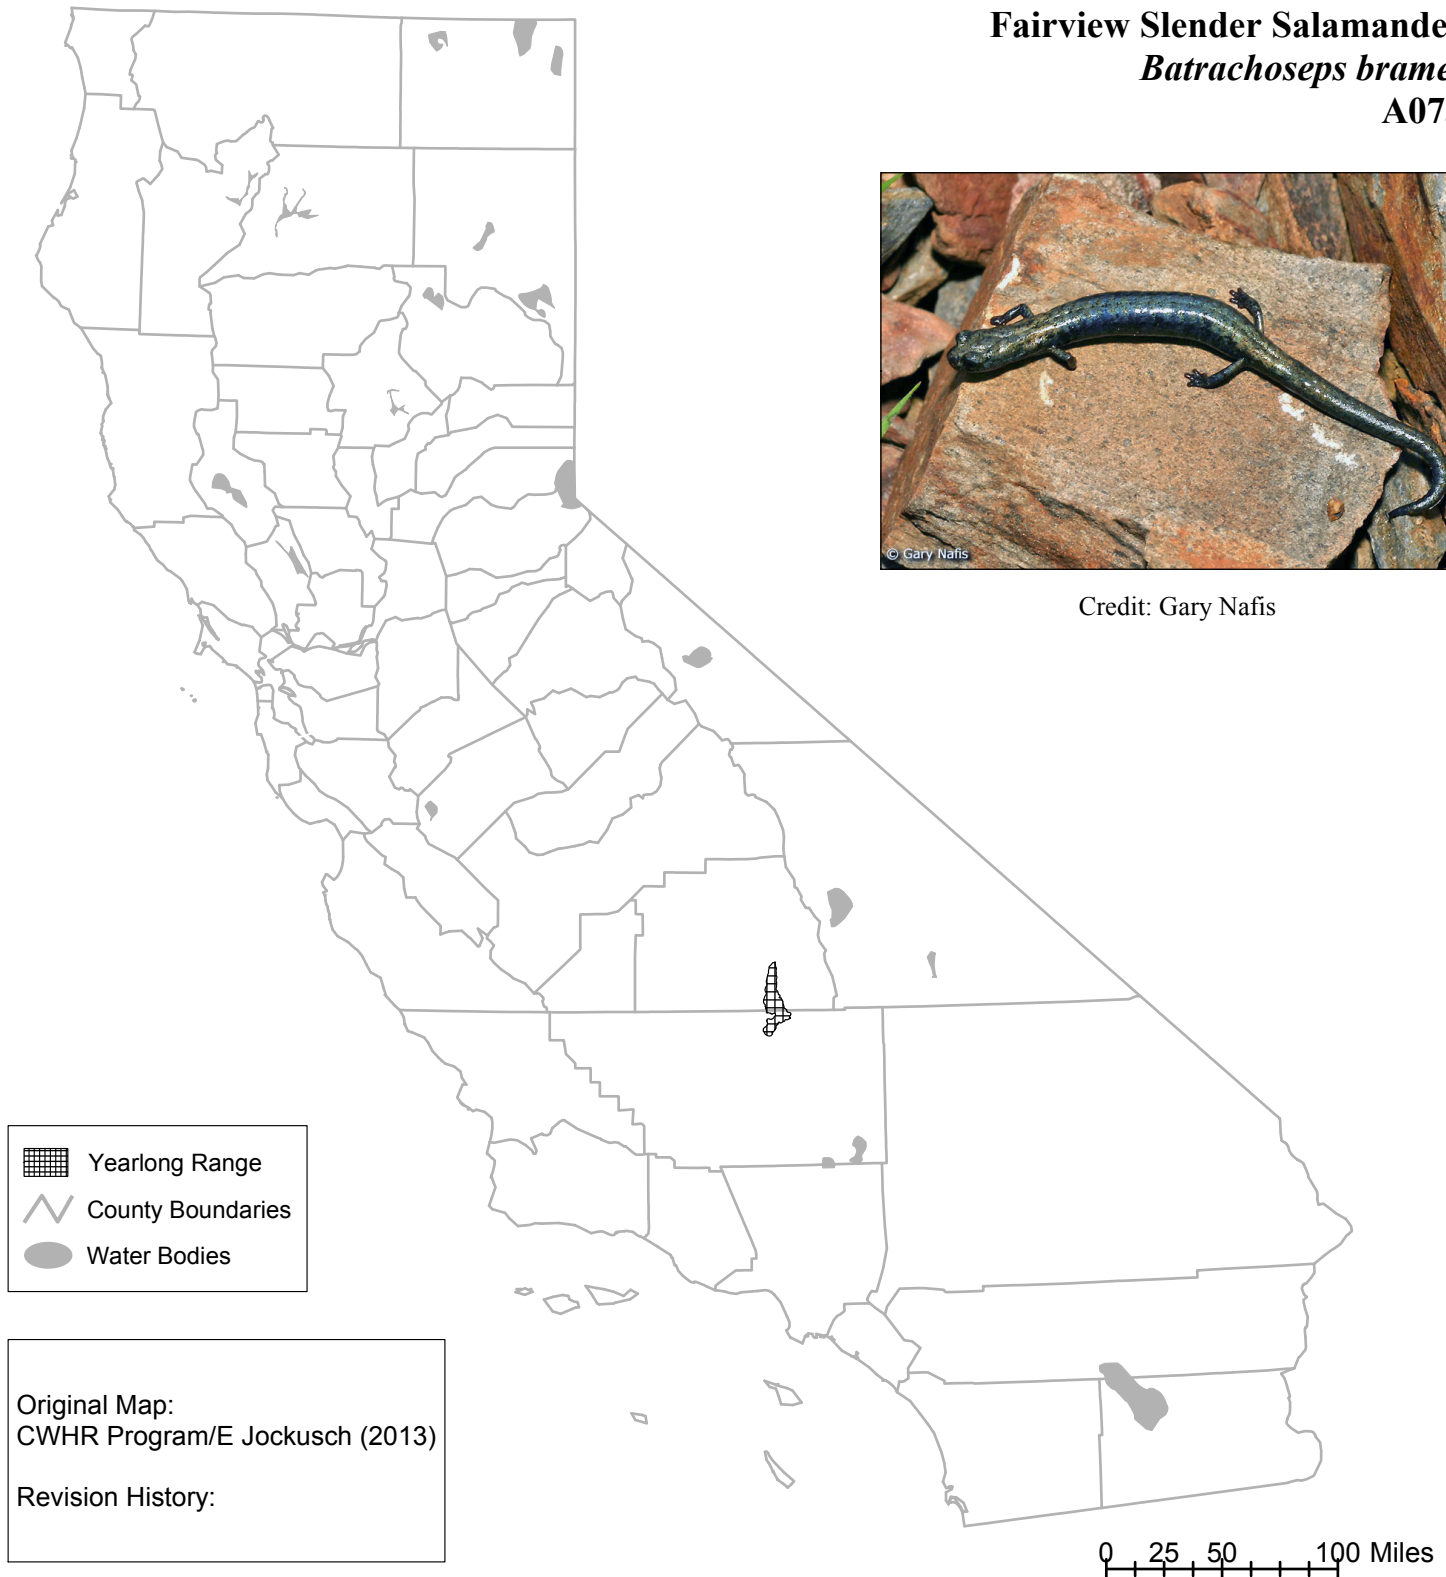 Fairview Slender Salamande
Batrachoseps brame
A07
© Gary Nafis
Credit: Gary Nafis
Yearlong Range
County Boundaries
Water Bodies
Original Map:
CWHR Program/E Jockusch (2013)
Revision History:
0 25 50 100 Miles